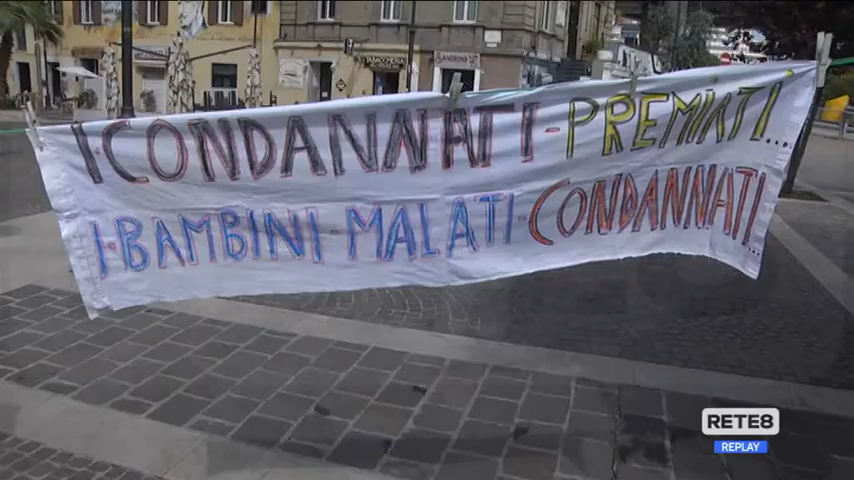 I·CONDANNATI-PREMIATI...
I·BAMBINI-MALATI-CONDANNATI...
RETE8
REPLAY